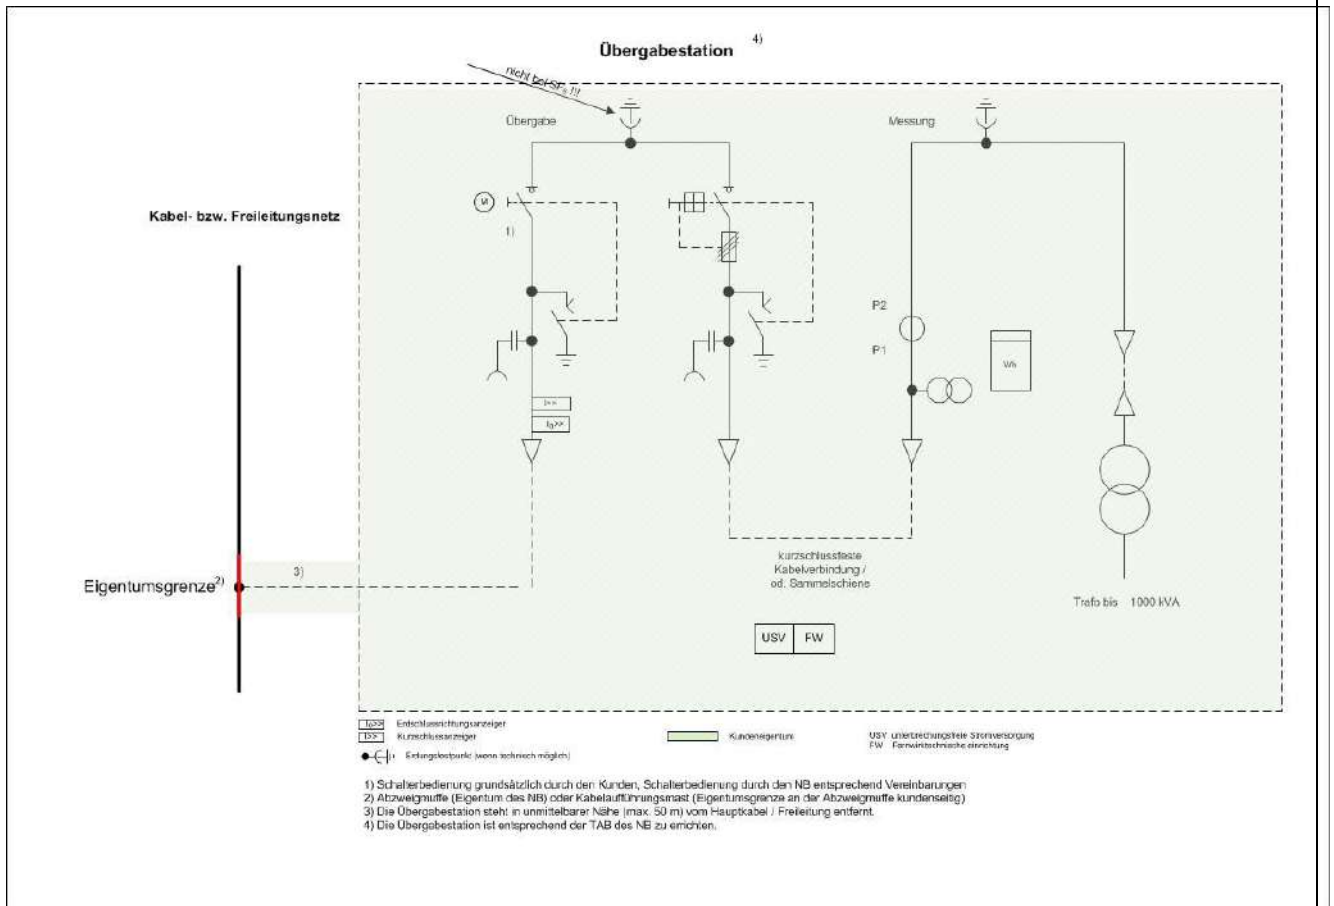 Übergabestation 4)
nicht bei SF6 !!!
Übergabe
Messung
Kabel- bzw. Freileitungsnetz
M
1)
P2
P1
Wh
I>>
I0>>
3)
Eigentumsgrenze2)
kurzschlussfeste
Kabelverbindung /
od. Sammelschiene
Trafo bis 1000 kVA
USV FW
I0>> Erdschlussrichtungsanzeiger
I>> Kurzschlussanzeiger
Erdungsfestpunkt (wenn technisch möglich)
Kundeneigentum
USV unterbrechungsfreie Stromversorgung
FW Fernwirktechnische einrichtung
1) Schalterbedienung grundsätzlich durch den Kunden, Schalterbedienung durch den NB entsprechend Vereinbarungen
2) Abzweigmuffe (Eigentum des NB) oder Kabelaufführungsmast (Eigentumsgrenze an der Abzweigmuffe kundenseitig)
3) Die Übergabestation steht in unmittelbarer Nähe (max. 50 m) vom Hauptkabel / Freileitung entfernt.
4) Die Übergabestation ist entsprechend der TAB des NB zu errichten.